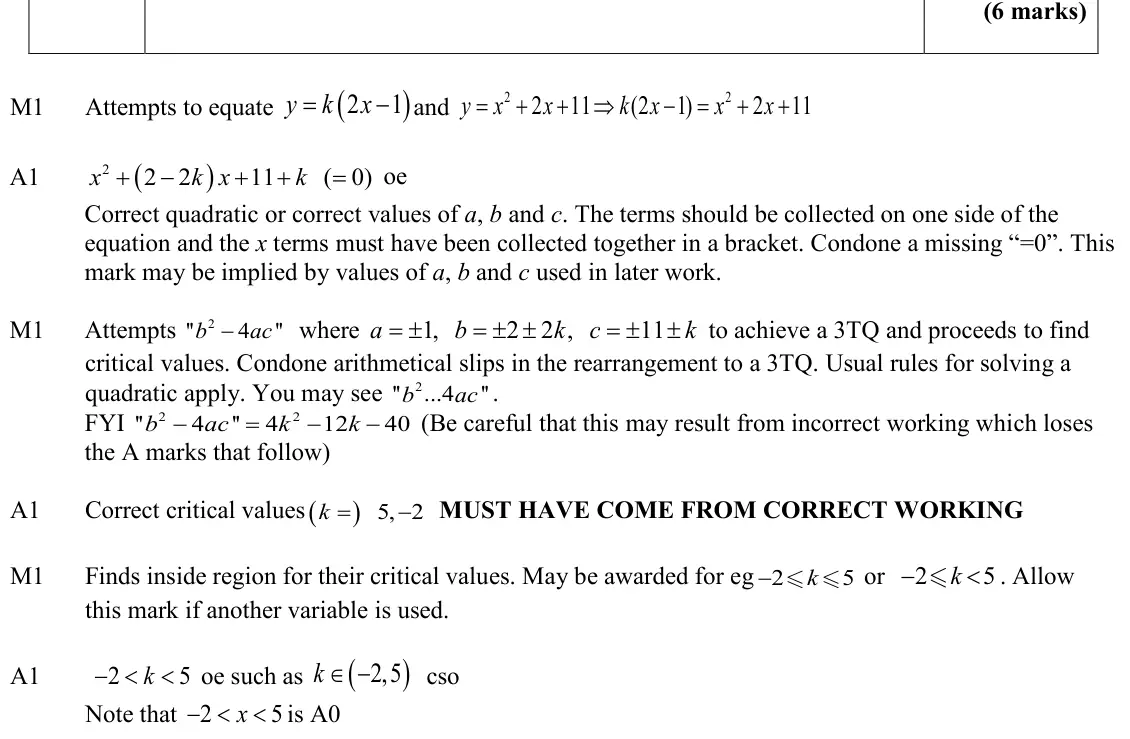 (6 marks)
M1 Attempts to equate y = k(2x−1) and y = x² + 2x + 11 ⇒ k(2x−1) = x² + 2x + 11
A1 x² + (2 − 2k)x + 11 + k (= 0) oe
Correct quadratic or correct values of a, b and c. The terms should be collected on one side of the
equation and the x terms must have been collected together in a bracket. Condone a missing “=0”. This
mark may be implied by values of a, b and c used in later work.
M1 Attempts "b² − 4ac" where a = ±1, b = ±2 ± 2k, c = ±11 ± k to achieve a 3TQ and proceeds to find
critical values. Condone arithmetical slips in the rearrangement to a 3TQ. Usual rules for solving a
quadratic apply. You may see "b²...4ac".
FYI "b² − 4ac" = 4k² − 12k − 40 (Be careful that this may result from incorrect working which loses
the A marks that follow)
A1 Correct critical values (k =) 5, −2 MUST HAVE COME FROM CORRECT WORKING
M1 Finds inside region for their critical values. May be awarded for eg −2 ⩽ k ⩽ 5 or −2 ⩽ k < 5. Allow
this mark if another variable is used.
A1 −2 < k < 5 oe such as k ∈ (−2,5) cso
Note that −2 < x < 5 is A0